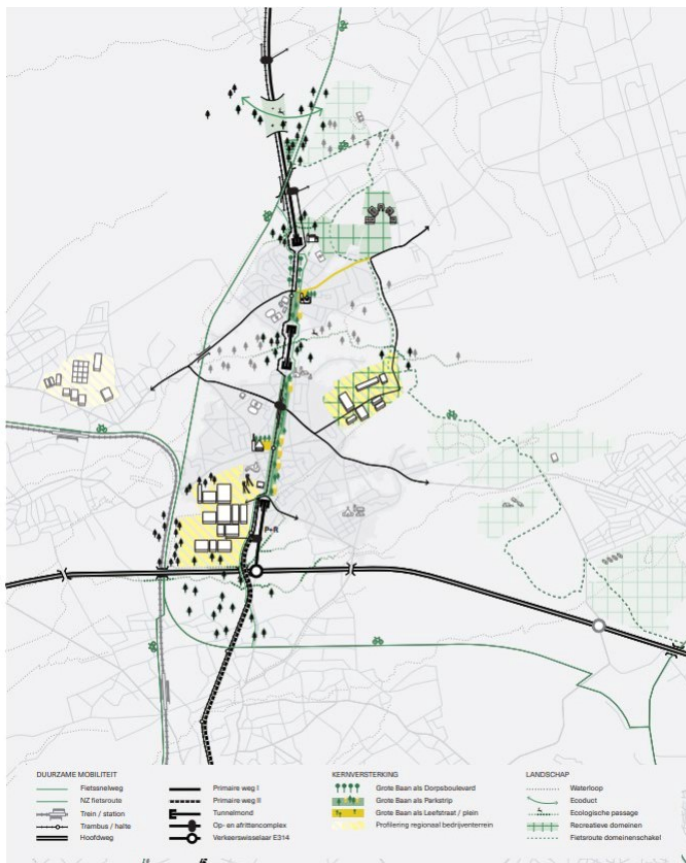 P+R
DUURZAME MOBILITEIT
Fietssnelweg
NZ fietsroute
Trein / station
Trambus / halte
Hoofdweg
Primaire weg I
Primaire weg II
Tunnelmond
Op- en afrittencomplex
Verkeerswisselaar E314
KERNVERSTERKING
Grote Baan als Dorpsboulevard
Grote Baan als Parkstrip
Grote Baan als Leefstraat / plein
Profilering regionaal bedrijventerrein
LANDSCHAP
Waterloop
Ecoduct
Ecologische passage
Recreatieve domeinen
Fietsroute domeinenschakel